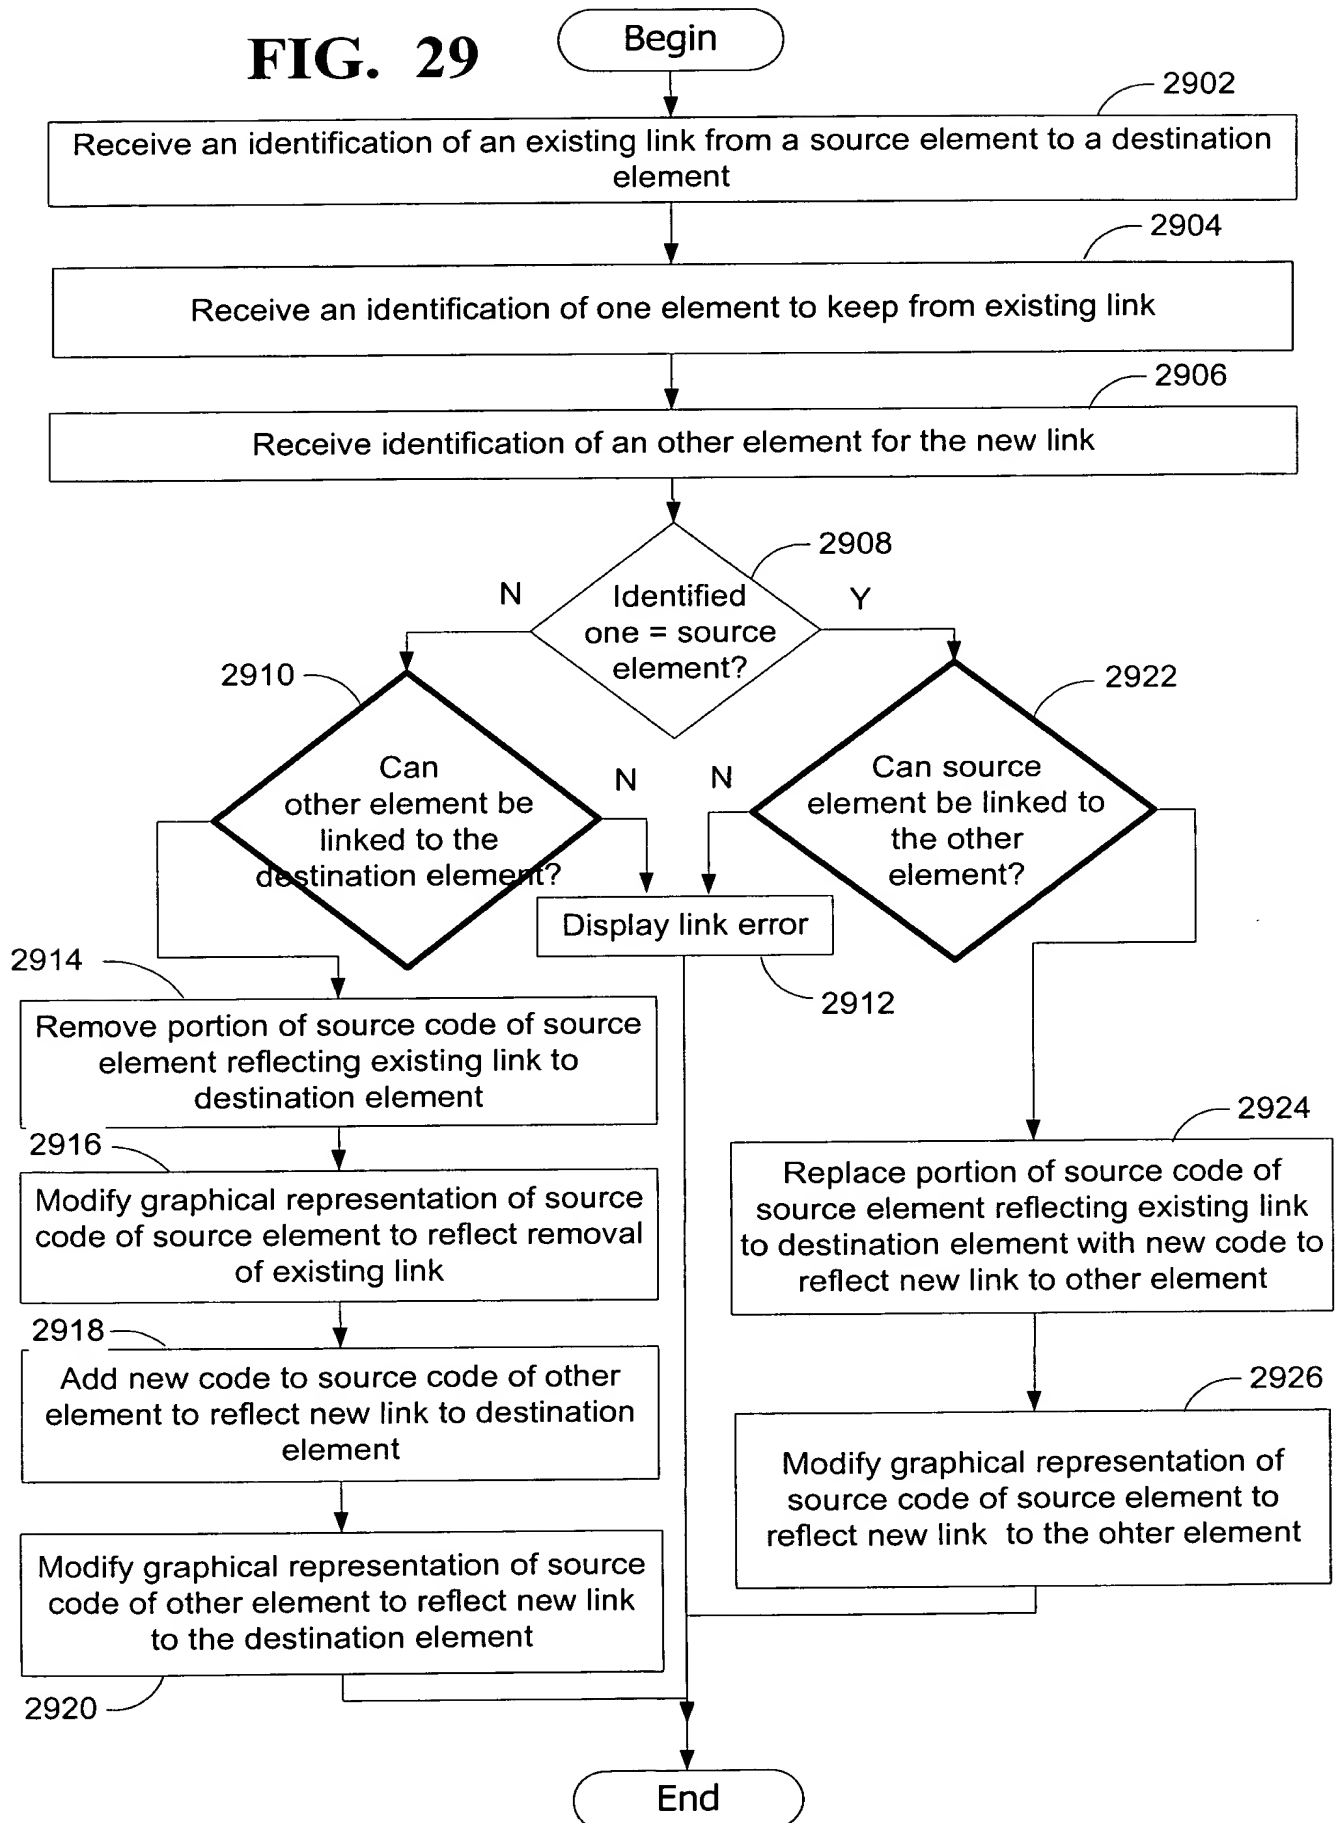 FIG. 29
Begin
2902
Receive an identification of an existing link from a source element to a destination
element
2904
Receive an identification of one element to keep from existing link
2906
Receive identification of an other element for the new link
2908
N
Identified
one = source
element?
Y
2910
Can
other element be
linked to the
destination element?
N
2922
N
Can source
element be linked to
the other
element?
Display link error
2912
2914
Remove portion of source code of source
element reflecting existing link to
destination element
2916
Modify graphical representation of source
code of source element to reflect removal
of existing link
2918
Add new code to source code of other
element to reflect new link to destination
element
Modify graphical representation of source
code of other element to reflect new link
to the destination element
2920
2924
Replace portion of source code of
source element reflecting existing link
to destination element with new code to
reflect new link to other element
2926
Modify graphical representation of
source code of source element to
reflect new link to the ohter element
End